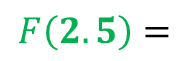 F(2.5) =